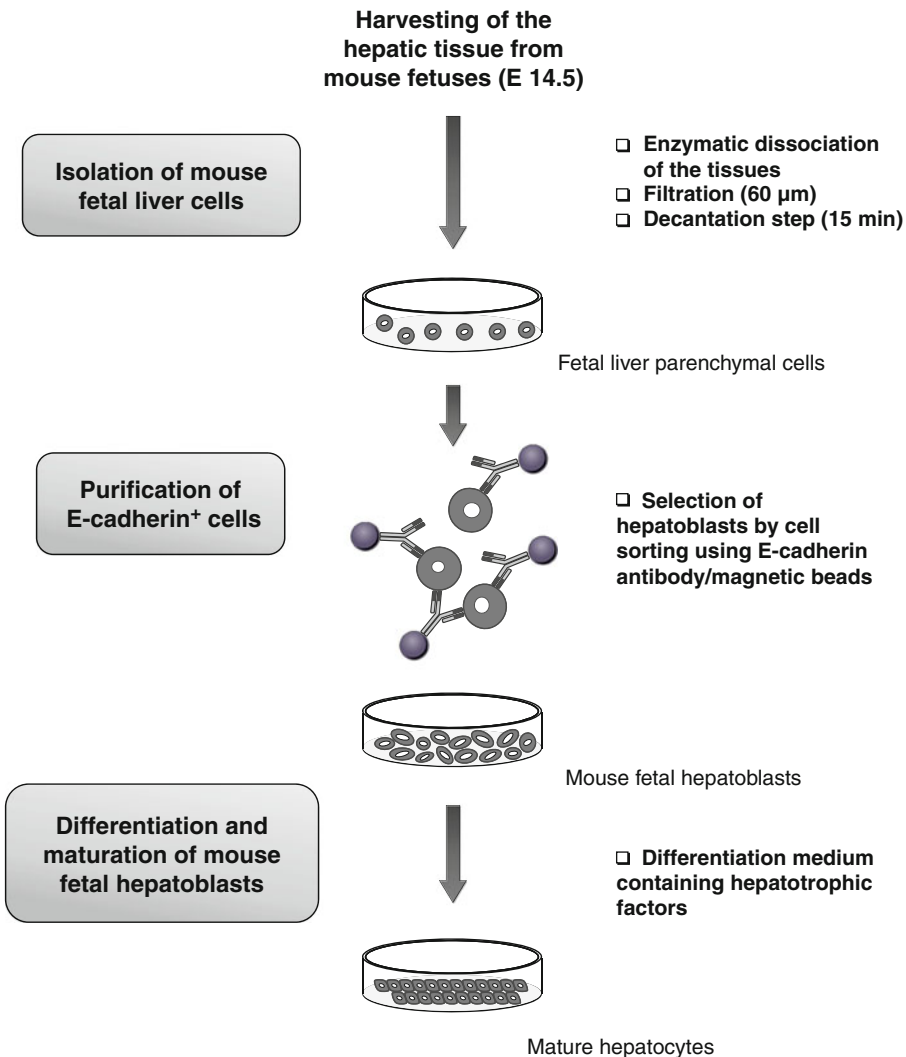 Harvesting of the
hepatic tissue from
mouse fetuses (E 14.5)
Isolation of mouse
fetal liver cells
❑ Enzymatic dissociation
of the tissues
❑ Filtration (60 µm)
❑ Decantation step (15 min)
Fetal liver parenchymal cells
Purification of
E-cadherin⁺ cells
❑ Selection of
hepatoblasts by cell
sorting using E-cadherin
antibody/magnetic beads
Mouse fetal hepatoblasts
Differentiation and
maturation of mouse
fetal hepatoblasts
❑ Differentiation medium
containing hepatotrophic
factors
Mature hepatocytes